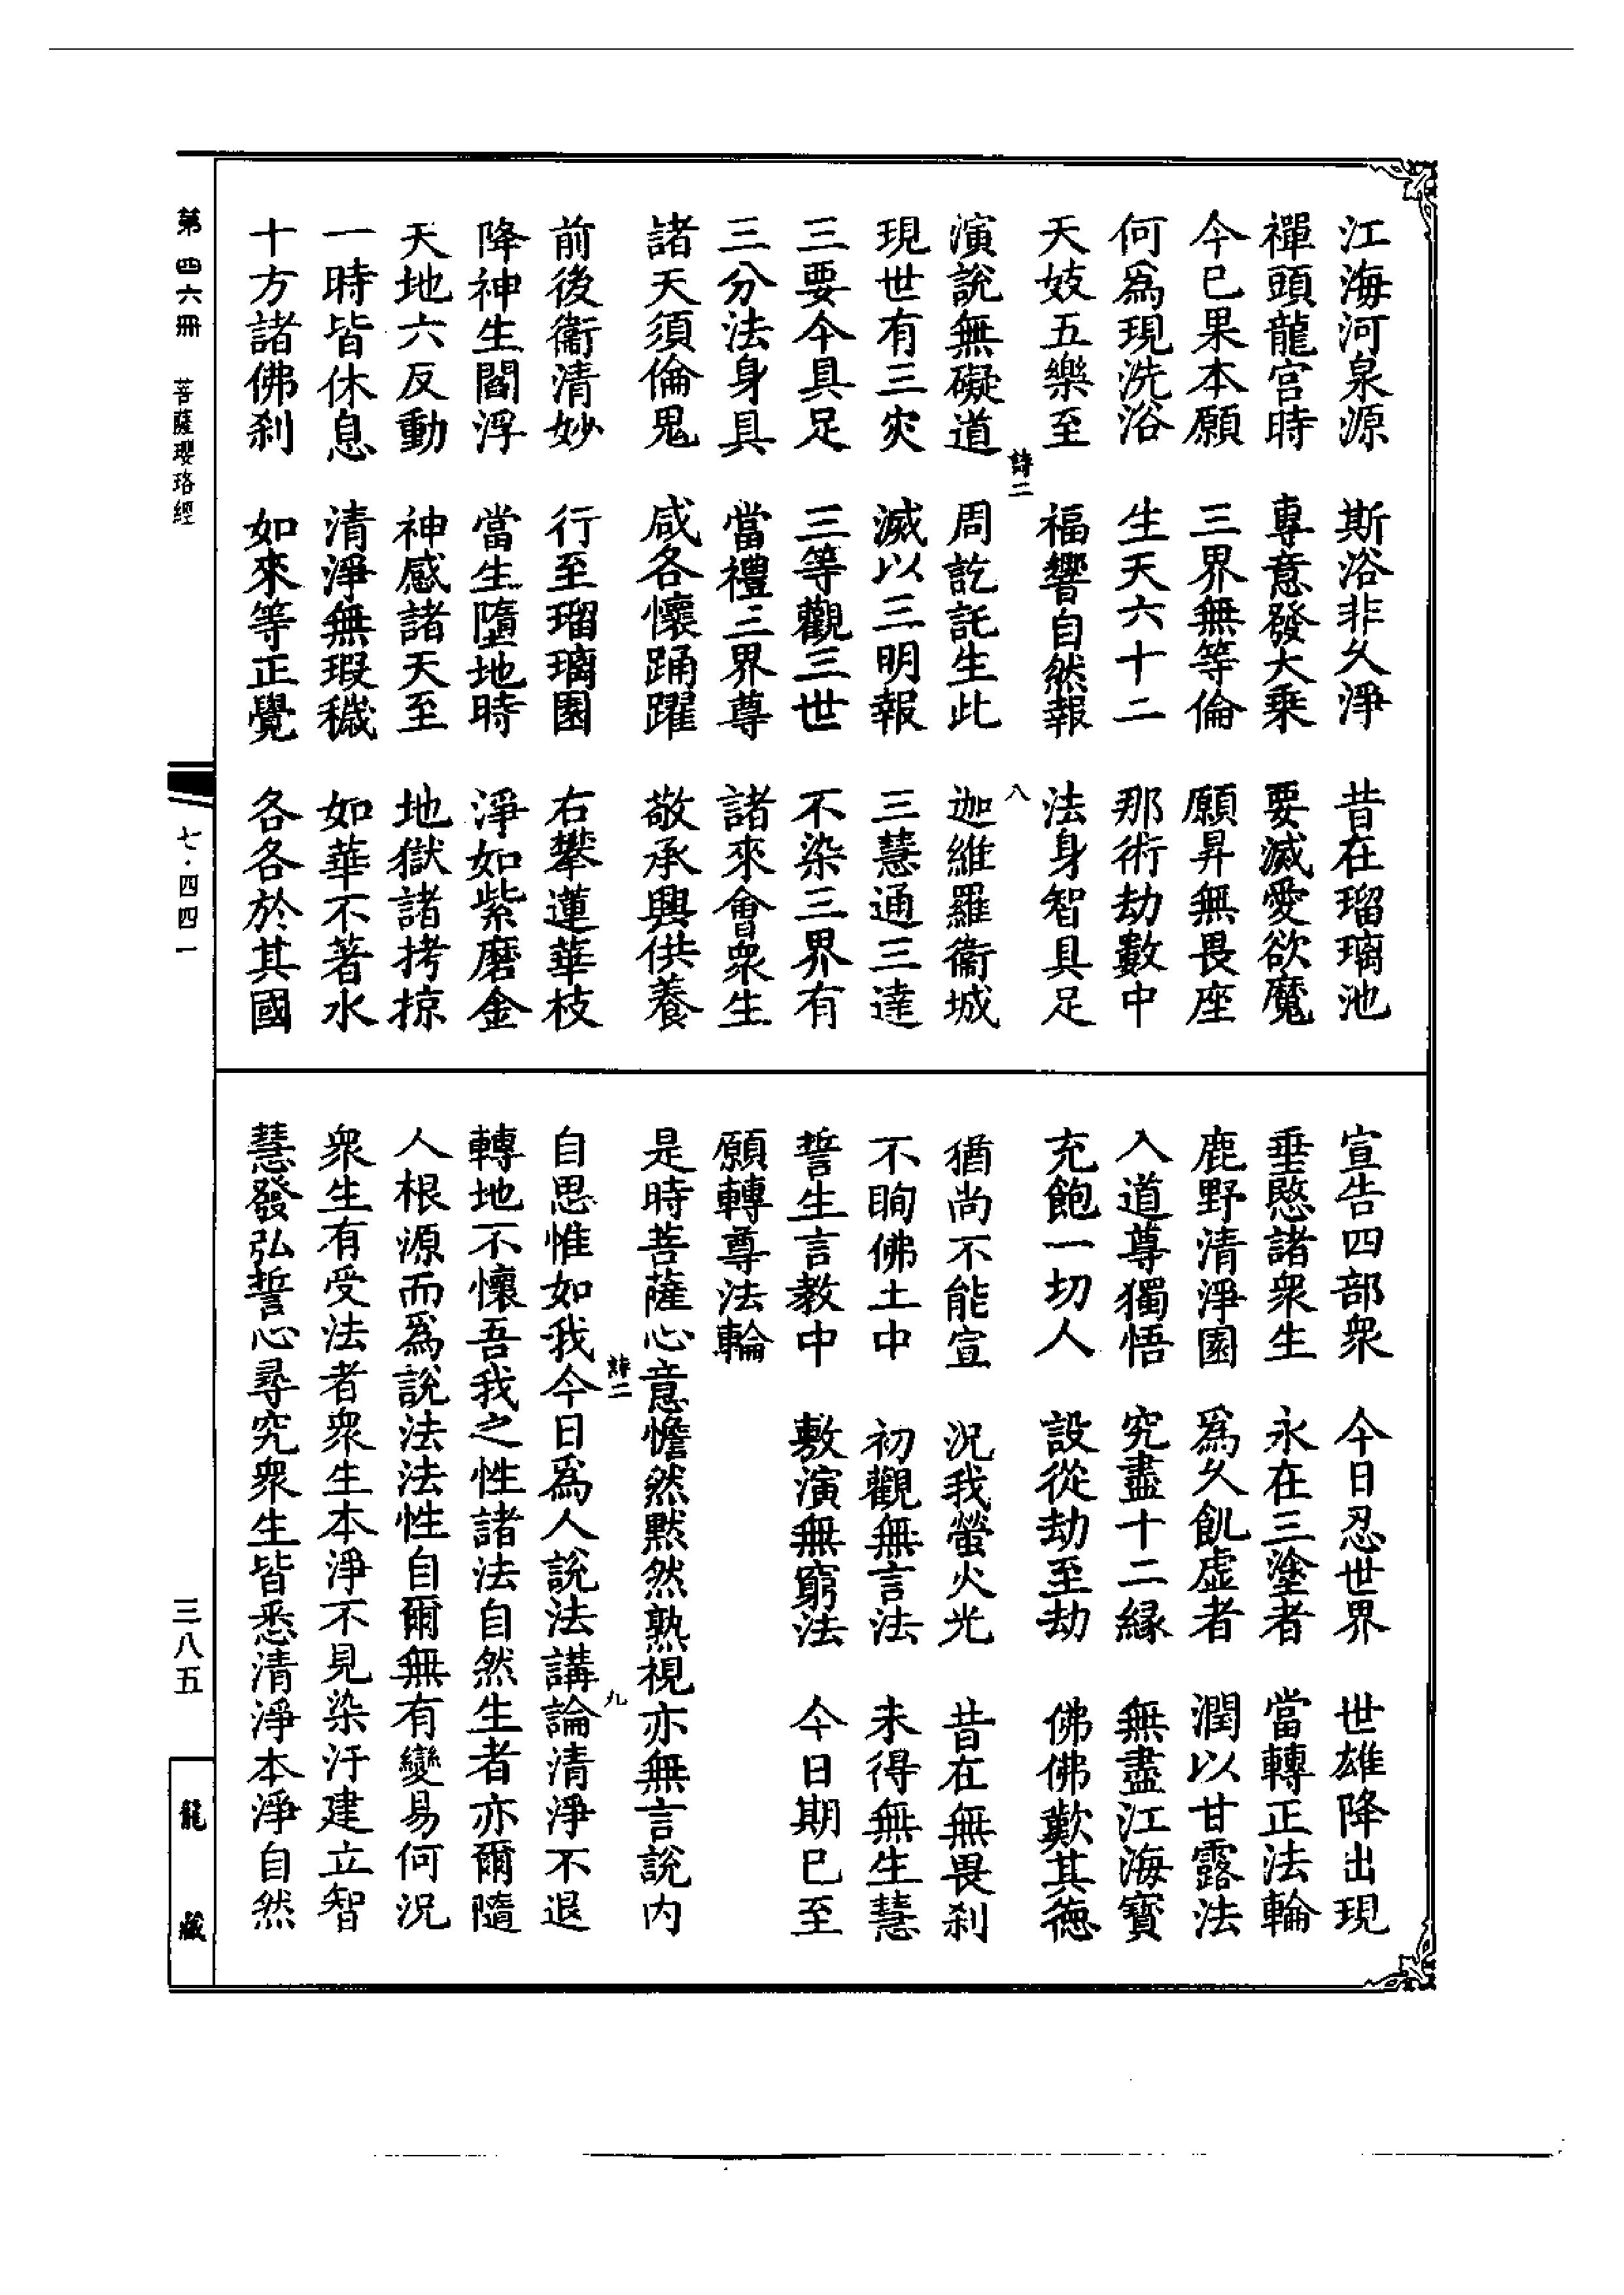 江海河泉源　斯浴非久淨　昔在瑠璃池
禪頭龍宮時　專意發大乘　要滅愛欲魔
今已果本願　三界無等倫　願昇無畏座
何爲現洗浴　生天六十二　那術劫數中
天妓五樂至　福響自然報　法身智具足
詩二　八
演說無礙道　周訖託生此　迦維羅衞城
現世有三灾　滅以三明報　三慧通三達
三要今具足　三等觀三世　不染三界有
三分法身具　當禮三界尊　諸來會衆生
諸天須倫鬼　咸各懷踊躍　敬承興供養
前後衞清妙　行至瑠璃園　右攀蓮華枝
降神生閻浮　當生墮地時　淨如紫磨金
天地六反動　神感諸天至　地獄諸拷掠
一時皆休息　清淨無瑕穢　如華不著水
十方諸佛刹　如來等正覺　各各於其國
宣告四部衆　今日忍世界　世雄降出現
垂愍諸衆生　永在三塗者　當轉正法輪
鹿野清淨園　爲久飢虛者　潤以甘露法
入道尊獨悟　究盡十二緣　無盡江海寶
充飽一切人　設從劫至劫　佛佛歎其德
猶尚不能宣　況我螢火光　昔在無畏刹
不眴佛土中　初觀無言法　未得無生慧
誓生言教中　敷演無窮法　今日期已至
願轉尊法輪
是時菩薩心意憺然默然熟視亦無言說内
詩二　九
自思惟如我今日爲人說法講論清淨不退
轉地不懷吾我之性諸法自然生者亦爾隨
人根源而爲說法法性自爾無有變易何況
衆生有受法者衆生本淨不見染汙建立智
慧發弘誓心尋究衆生皆悉清淨本淨自然
第四六冊　菩薩瓔珞經
七·四四一
三八五
龍藏